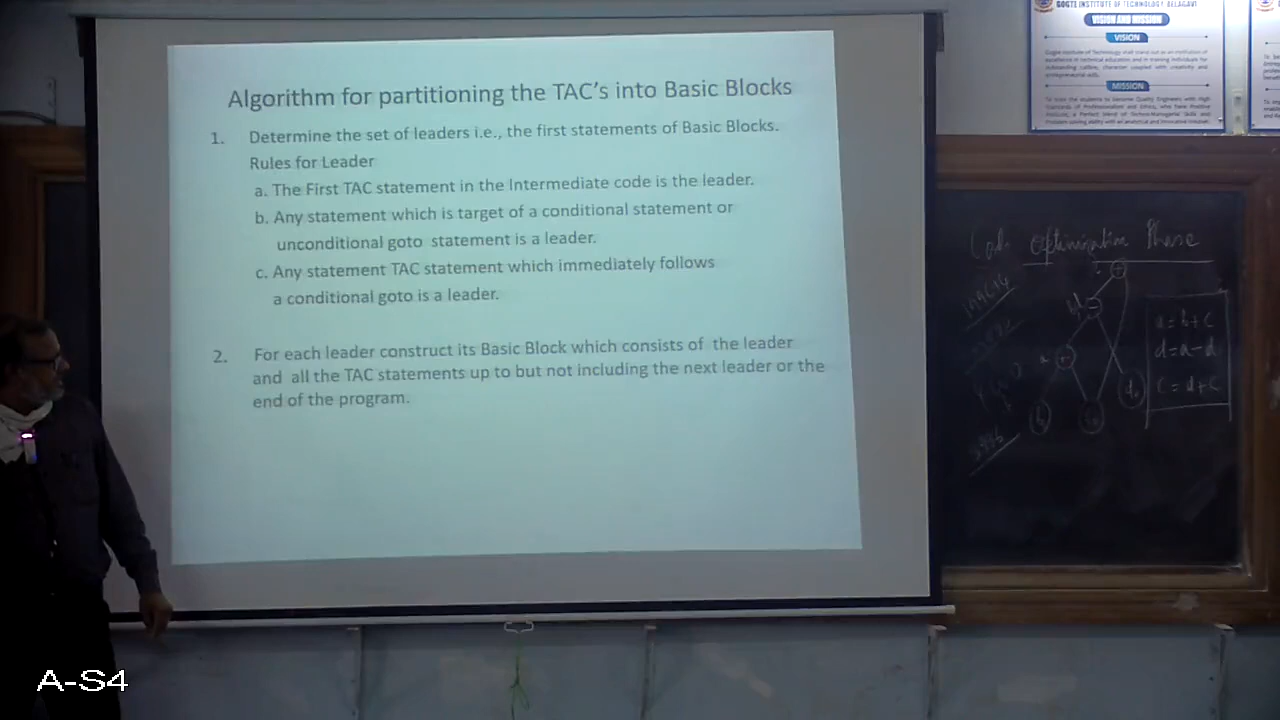 Algorithm for partitioning the TAC's into Basic Blocks
1. Determine the set of leaders i.e., the first statements of Basic Blocks.
Rules for Leader
a. The First TAC statement in the Intermediate code is the leader.
b. Any statement which is target of a conditional statement or
unconditional goto statement is a leader.
c. Any statement TAC statement which immediately follows
a conditional goto is a leader.
2. For each leader construct its Basic Block which consists of the leader
and all the TAC statements up to but not including the next leader or the
end of the program.
GOGTE INSTITUTE OF TECHNOLOGY, BELAGAVI
VISION AND MISSION
VISION
MISSION
Code Optimization Phase
a=b+c
d=a-d
c=d+c
A-S4